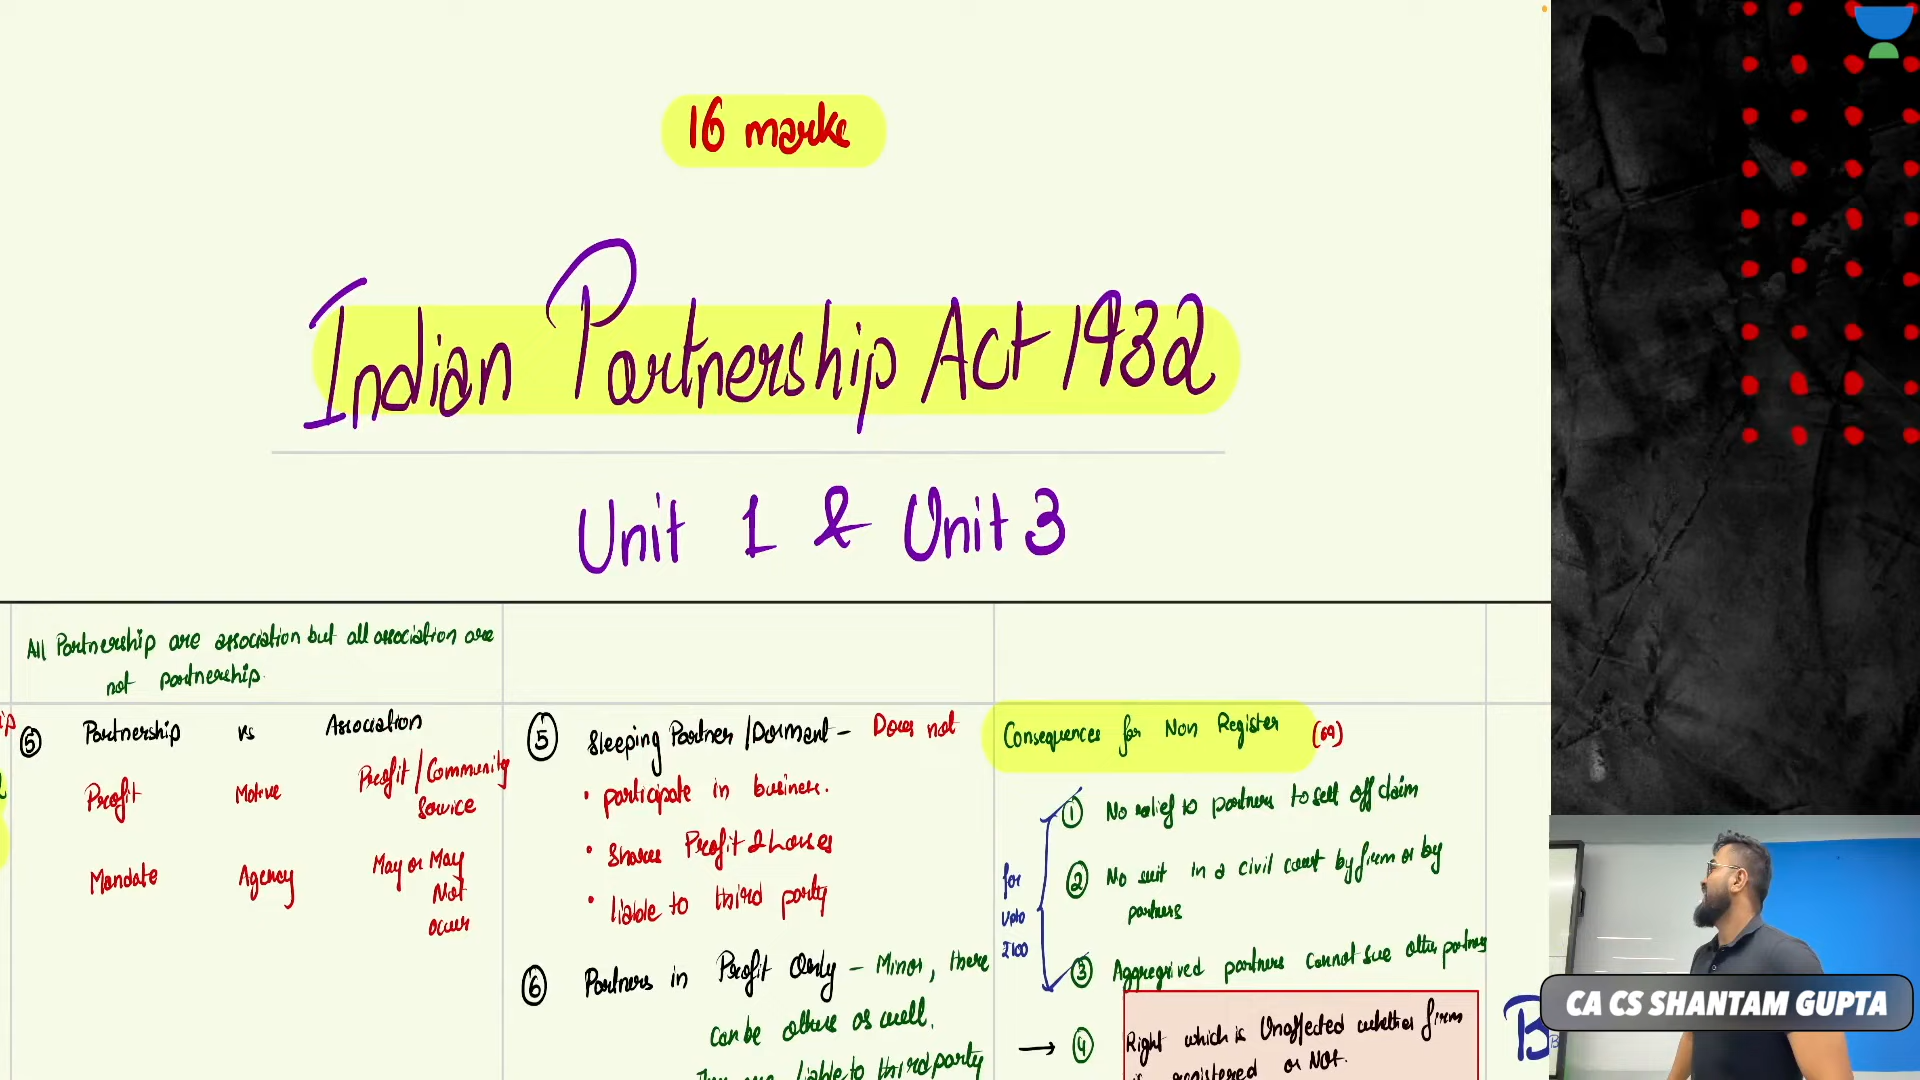 16 marks
Indian Partnership Act 1932
Unit 1 & Unit 3
All Partnership are association but all association are
not partnership.
⑤ Partnership vs Association
Profit Motive Profit / Community
Service
Mandate Agency May or May
Not
occur
⑤ Sleeping Partner / Dormant - Does not
• participate in business.
• Shares Profit & Losses
• liable to third party
⑥ Partners in Profit Only - Minor, there
can be others as well.
liable to third party
Consequences for Non Register (69)
① No relief to partners to set off claim
② No suit in a civil court by firm or by
partners
③ Aggregrived partners cannot sue other partners
for
upto
₹100
→ ④ Right which is Unaffected whether firm
registered or Not.
CA CS SHANTAM GUPTA